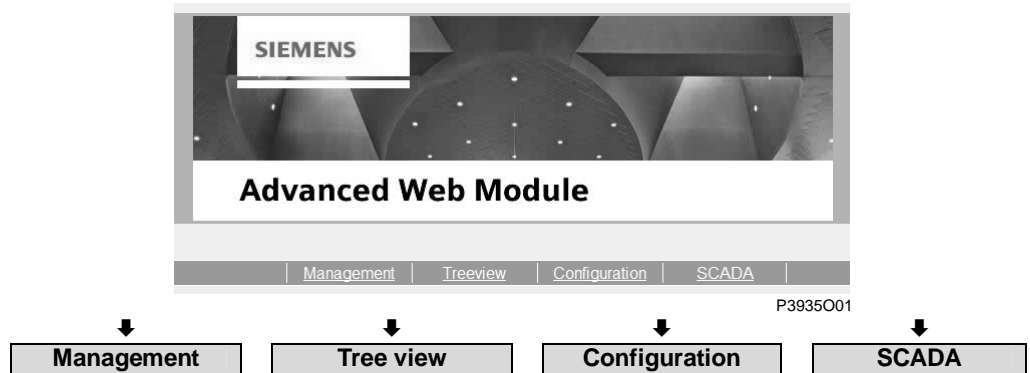 SIEMENS
Advanced Web Module
Management Treeview Configuration SCADA
P3935O01
Management Tree view Configuration SCADA